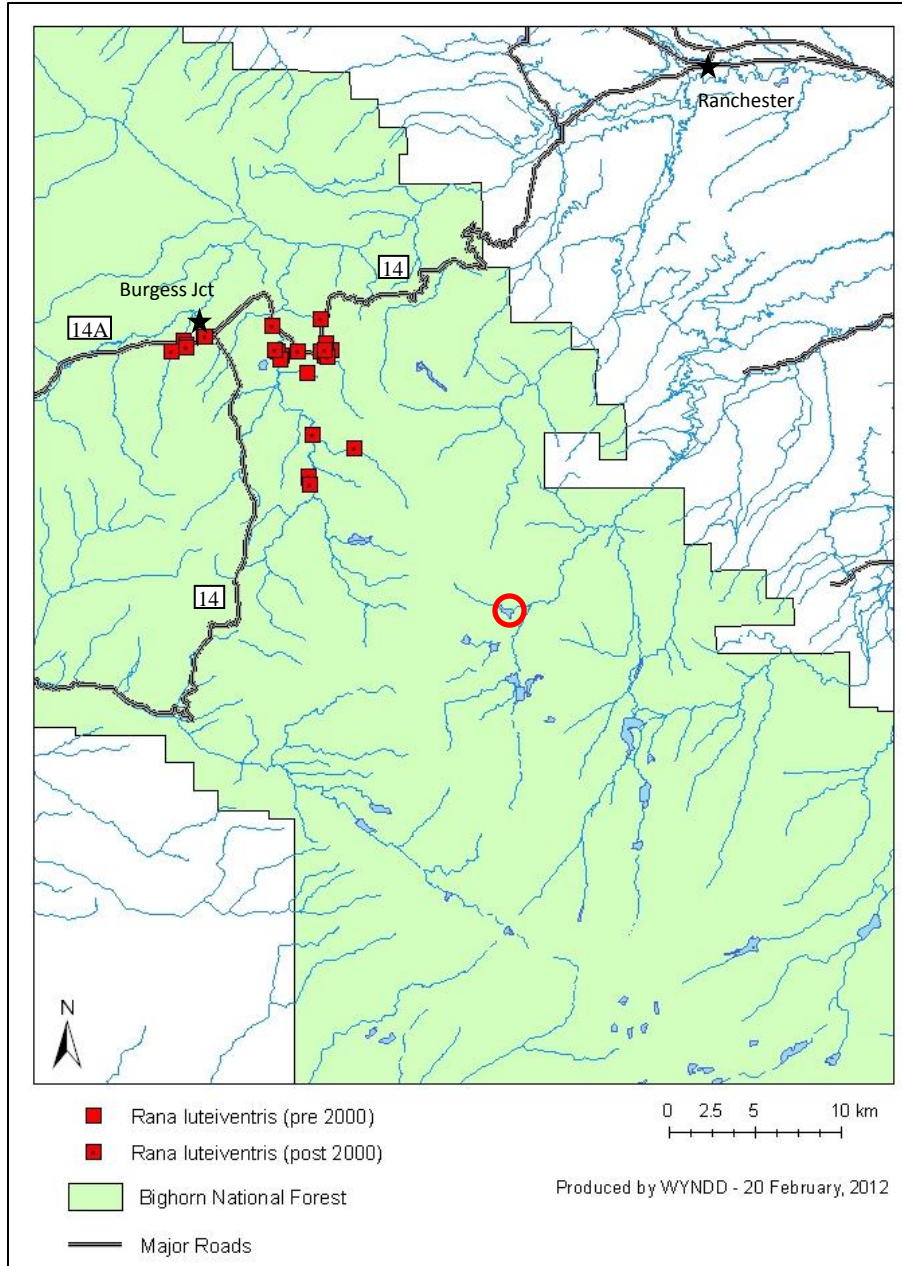 Ranchester
14
Burgess Jct
14A
14
N
Rana luteiventris (pre 2000)
Rana luteiventris (post 2000)
Bighorn National Forest
Major Roads
0 2.5 5 10 km
Produced by WYNDD - 20 February, 2012